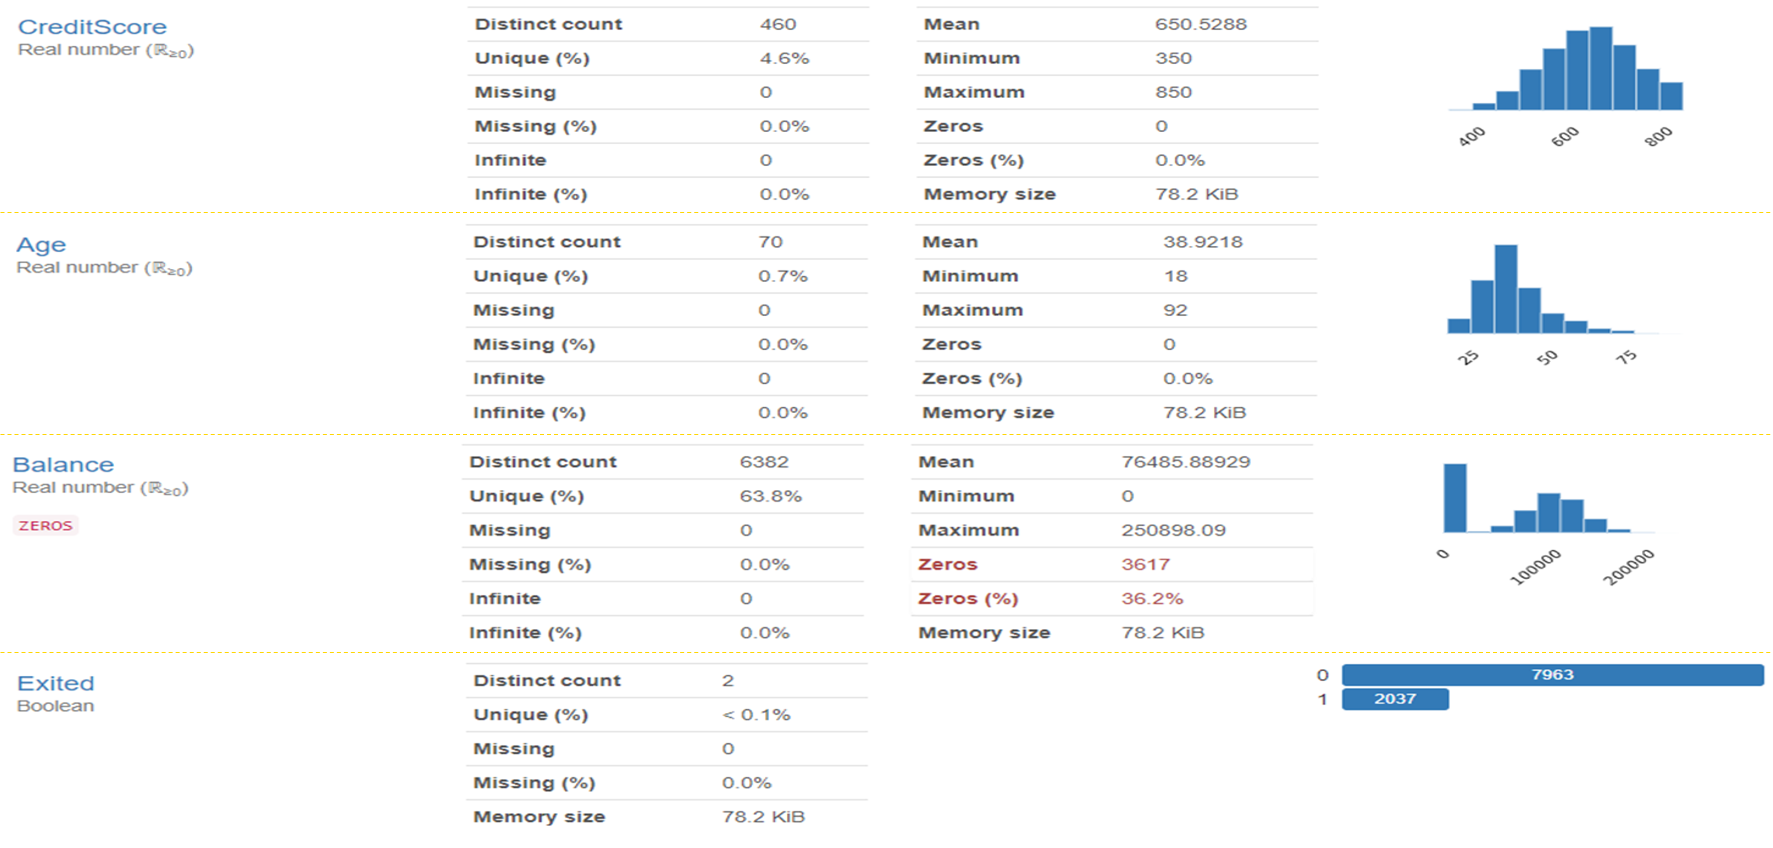 CreditScore
Real number (ℝ≥0)
Distinct count 460
Unique (%) 4.6%
Missing 0
Missing (%) 0.0%
Infinite 0
Infinite (%) 0.0%
Mean 650.5288
Minimum 350
Maximum 850
Zeros 0
Zeros (%) 0.0%
Memory size 78.2 KiB
400 600 800
Age
Real number (ℝ≥0)
Distinct count 70
Unique (%) 0.7%
Missing 0
Missing (%) 0.0%
Infinite 0
Infinite (%) 0.0%
Mean 38.9218
Minimum 18
Maximum 92
Zeros 0
Zeros (%) 0.0%
Memory size 78.2 KiB
25 50 75
Balance
Real number (ℝ≥0)
ZEROS
Distinct count 6382
Unique (%) 63.8%
Missing 0
Missing (%) 0.0%
Infinite 0
Infinite (%) 0.0%
Mean 76485.88929
Minimum 0
Maximum 250898.09
Zeros 3617
Zeros (%) 36.2%
Memory size 78.2 KiB
0 100000 200000
Exited
Boolean
Distinct count 2
Unique (%) < 0.1%
Missing 0
Missing (%) 0.0%
Memory size 78.2 KiB
0 7963
1 2037